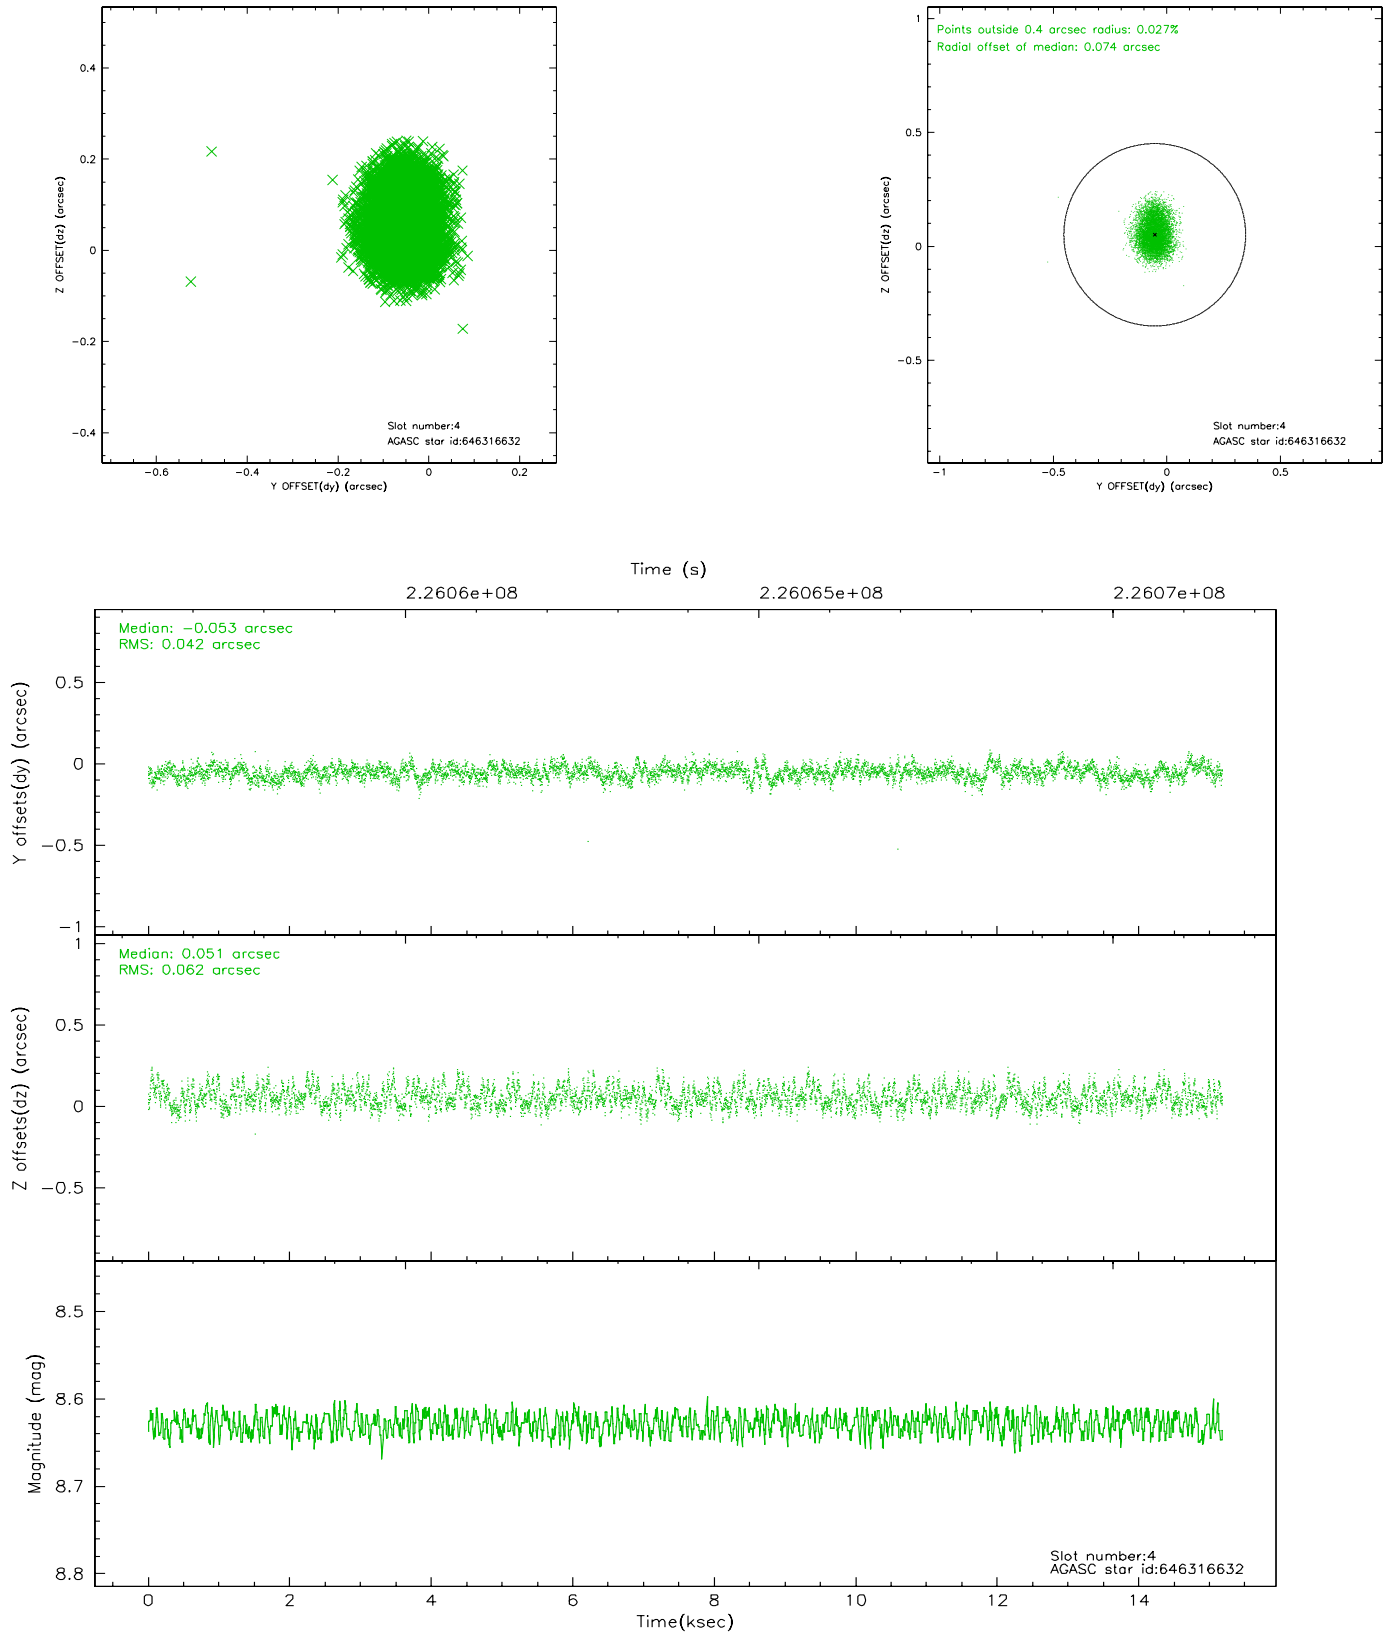 0.4
0.2
0
−0.2
−0.4
Z OFFSET(dz) (arcsec)
Slot number:4
AGASC star id:646316632
−0.6
−0.4
−0.2
0
0.2
Y OFFSET(dy) (arcsec)
Points outside 0.4 arcsec radius: 0.027%
Radial offset of median: 0.074 arcsec
1
0.5
0
−0.5
Z OFFSET(dz) (arcsec)
Slot number:4
AGASC star id:646316632
−1
−0.5
0
0.5
Y OFFSET(dy) (arcsec)
Time (s)
2.2606e+08
2.26065e+08
2.2607e+08
Median: −0.053 arcsec
RMS: 0.042 arcsec
0.5
0
−0.5
−1
Y offsets(dy) (arcsec)
Median: 0.051 arcsec
RMS: 0.062 arcsec
1
0.5
0
−0.5
Z offsets(dz) (arcsec)
8.5
8.6
8.7
8.8
Magnitude (mag)
Slot number:4
AGASC star id:646316632
0
2
4
6
8
10
12
14
Time(ksec)